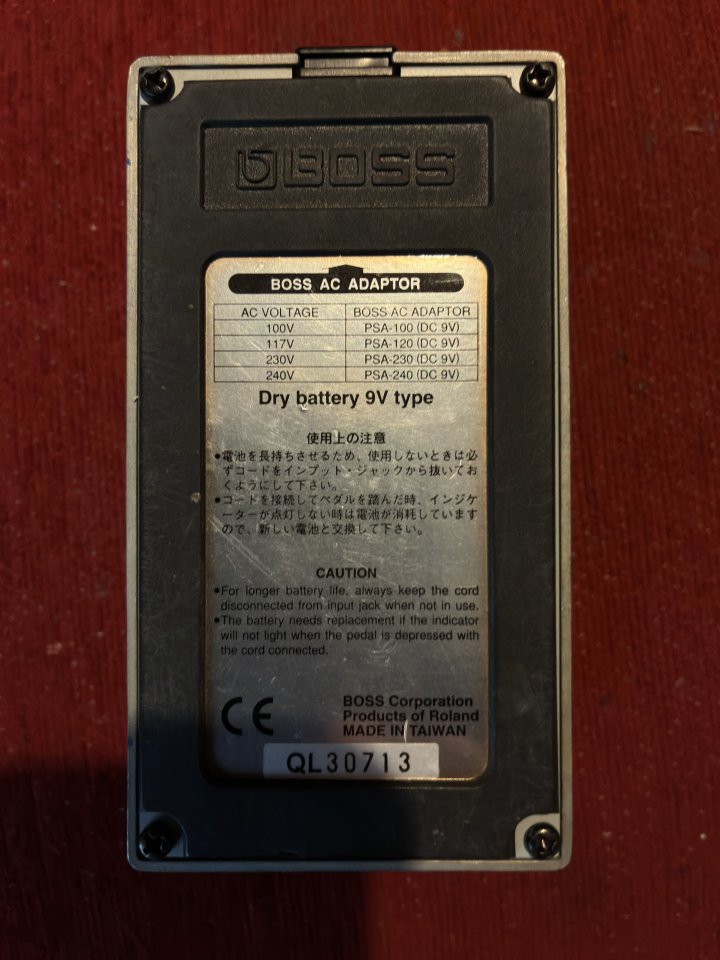 BOSS
BOSS AC ADAPTOR
AC VOLTAGE BOSS AC ADAPTOR
100V PSA-100 (DC 9V)
117V PSA-120 (DC 9V)
230V PSA-230 (DC 9V)
240V PSA-240 (DC 9V)
Dry battery 9V type
使用上の注意
●電池を長持ちさせるため、使用しないときは必
ずコードをインプット・ジャックから抜いてお
くようにして下さい。
●コードを接続してペダルを踏んだ時、インジケ
ーターが点灯しない時は電池が消耗しています
ので、新しい電池と交換して下さい。
CAUTION
●For longer battery life, always keep the cord
disconnected from input jack when not in use.
●The battery needs replacement if the indicator
will not light when the pedal is depressed with
the cord connected.
CE
BOSS Corporation
Products of Roland
MADE IN TAIWAN
QL30713